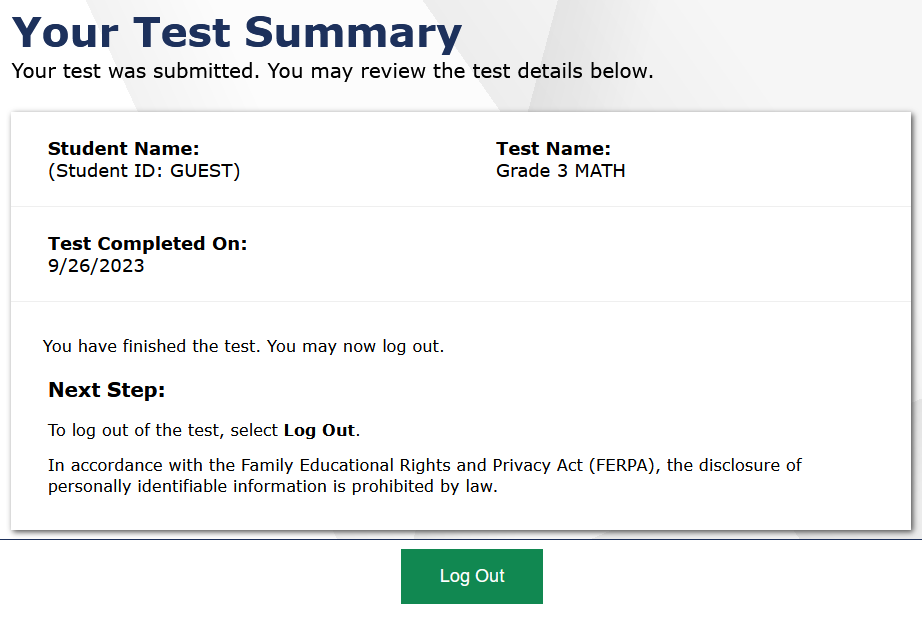 Your Test Summary
Your test was submitted. You may review the test details below.
Student Name:
(Student ID: GUEST)
Test Name:
Grade 3 MATH
Test Completed On:
9/26/2023
You have finished the test. You may now log out.
Next Step:
To log out of the test, select Log Out.
In accordance with the Family Educational Rights and Privacy Act (FERPA), the disclosure of
personally identifiable information is prohibited by law.
Log Out